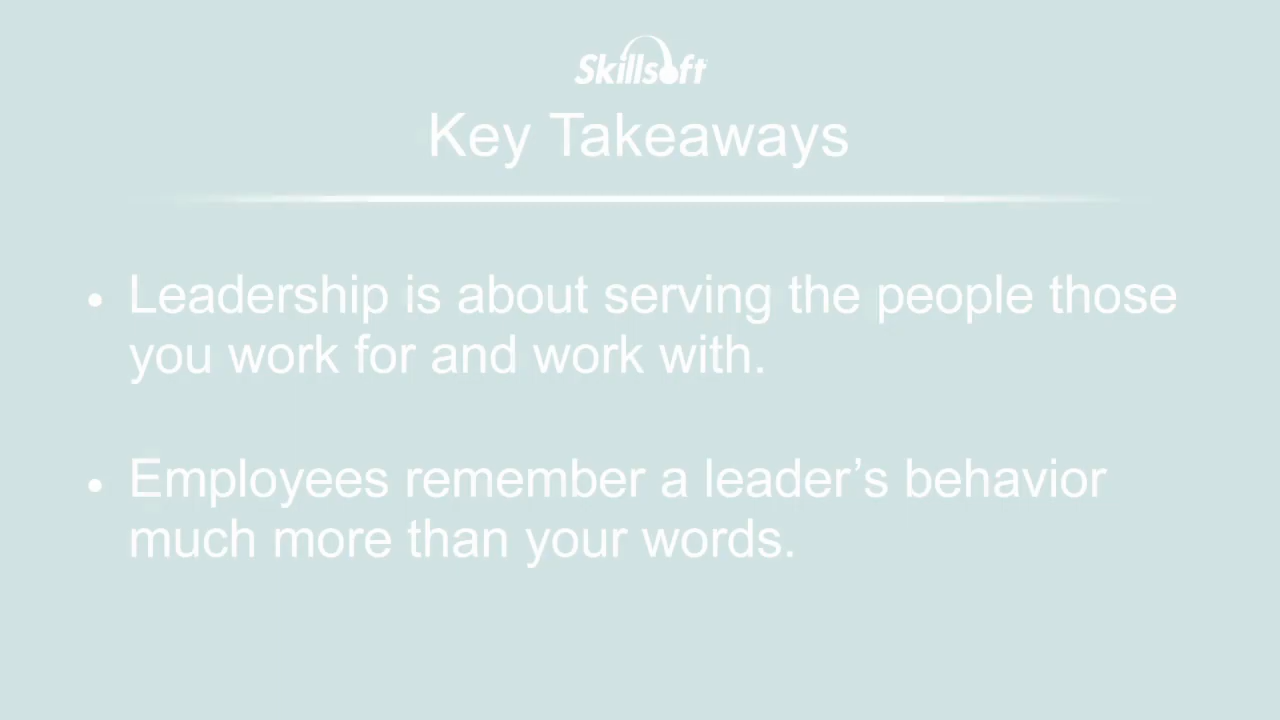 Skillsoft
Key Takeaways
• Leadership is about serving the people those
you work for and work with.
• Employees remember a leader’s behavior
much more than your words.